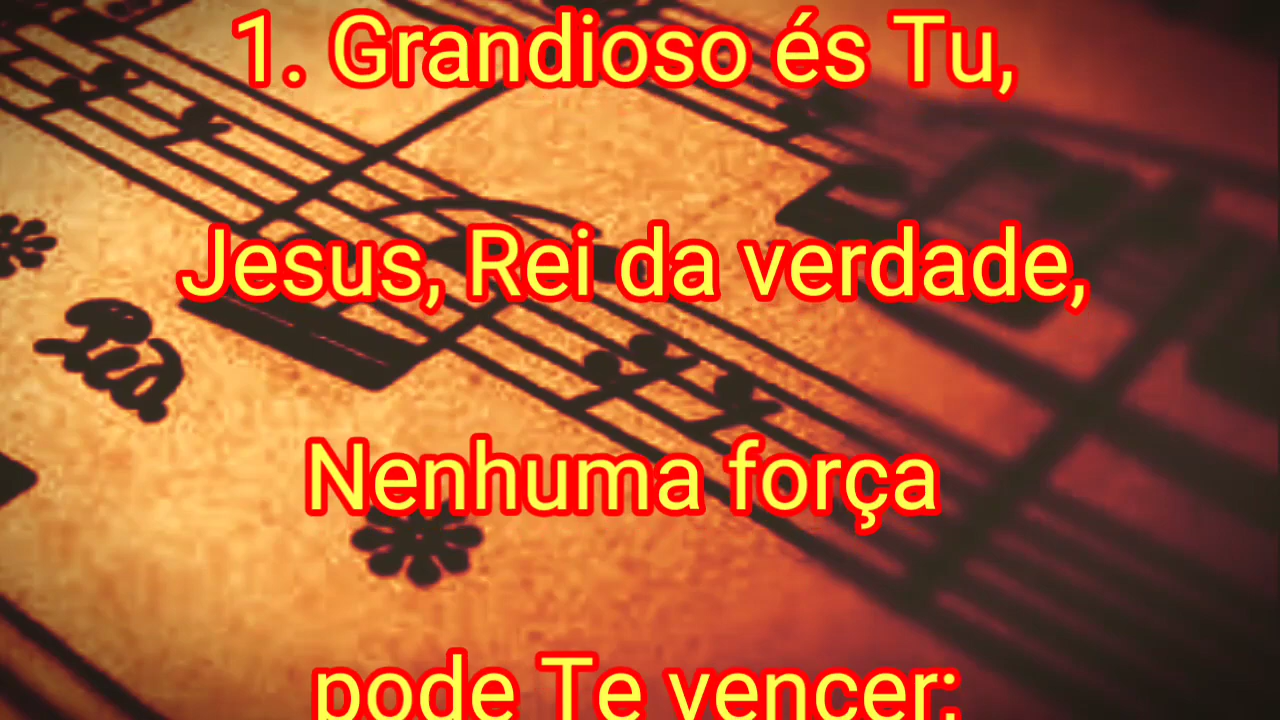 1. Grandioso és Tu,
Jesus, Rei da verdade,
Nenhuma força
pode Te vencer;